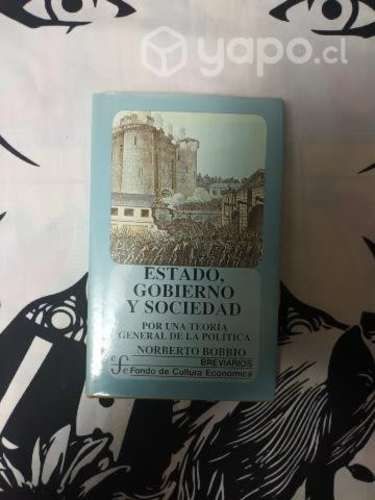 yapo.cl
ESTADO,
GOBIERNO
Y SOCIEDAD
POR UNA TEORÍA
GENERAL DE LA POLÍTICA
NORBERTO BOBBIO
BREVIARIOS
Fondo de Cultura Económica